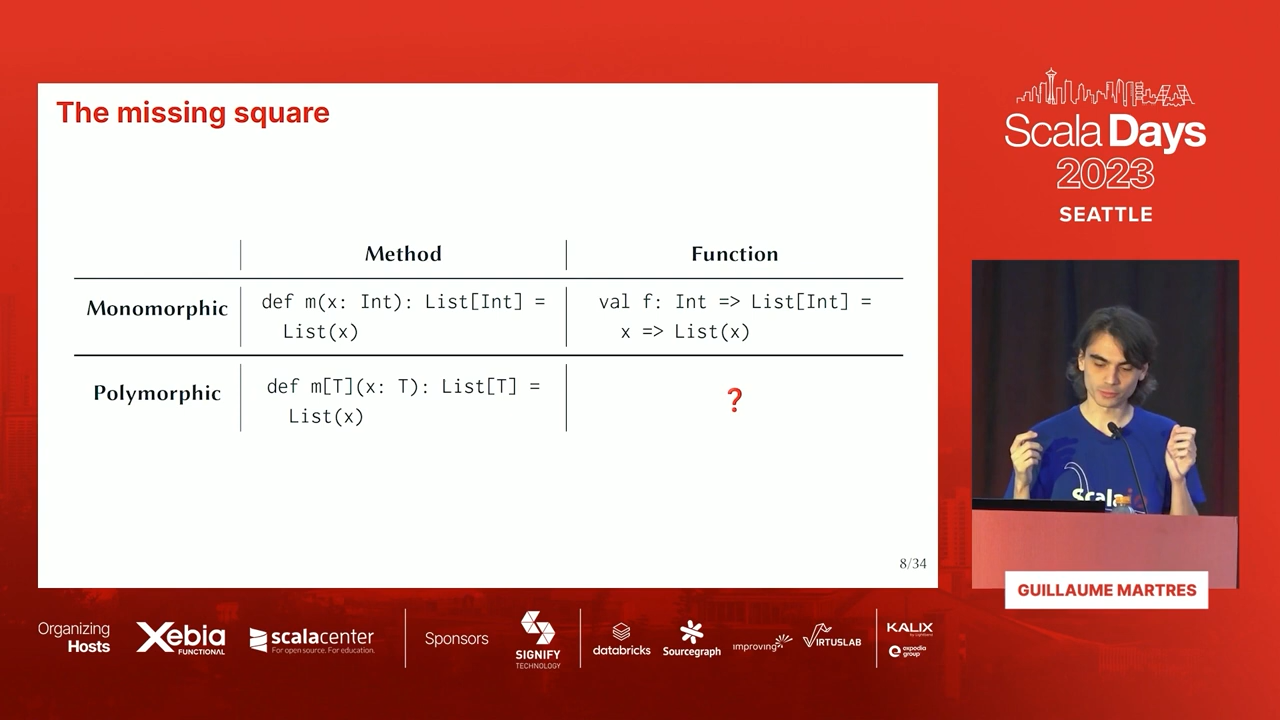 The missing square
Method
Function
Monomorphic
def m(x: Int): List[Int] =
List(x)
val f: Int => List[Int] =
x => List(x)
Polymorphic
def m[T](x: T): List[T] =
List(x)
?
8/34
Scala Days
2023
SEATTLE
Scala
GUILLAUME MARTRES
Organizing
Hosts
Xebia
FUNCTIONAL
scalacenter
For open source. For education.
Sponsors
SIGNIFY
TECHNOLOGY
databricks
Sourcegraph
improving
VIRTUSLAB
KALIX
by Lightbend
expedia
group